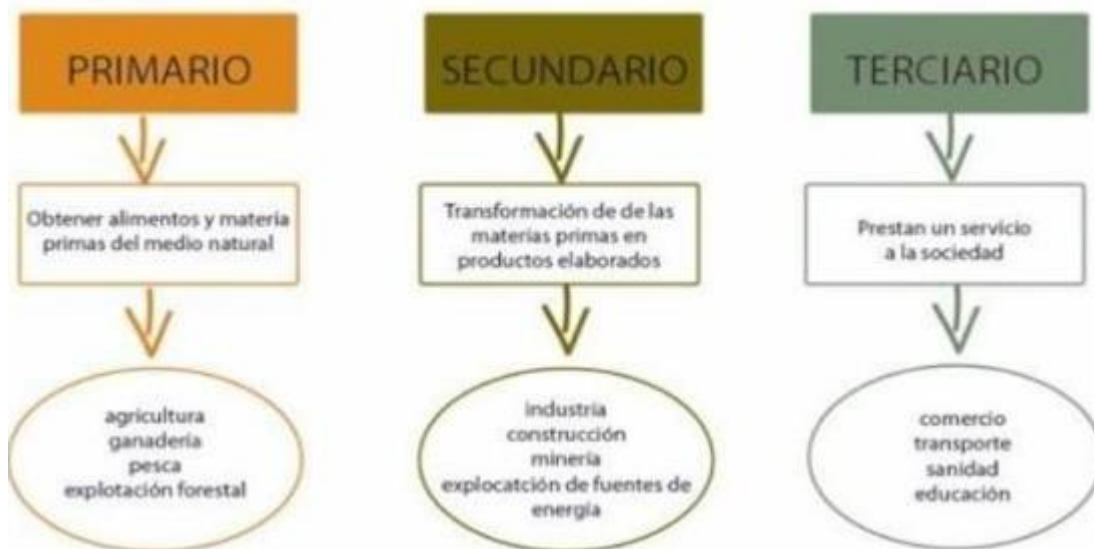 PRIMARIO
Obtener alimentos y materia
primas del medio natural
agricultura
ganadería
pesca
explotación forestal
SECUNDARIO
Transformación de de las
materias primas en
productos elaborados
industria
construcción
minería
explocatción de fuentes de
energía
TERCIARIO
Prestan un servicio
a la sociedad
comercio
transporte
sanidad
educación